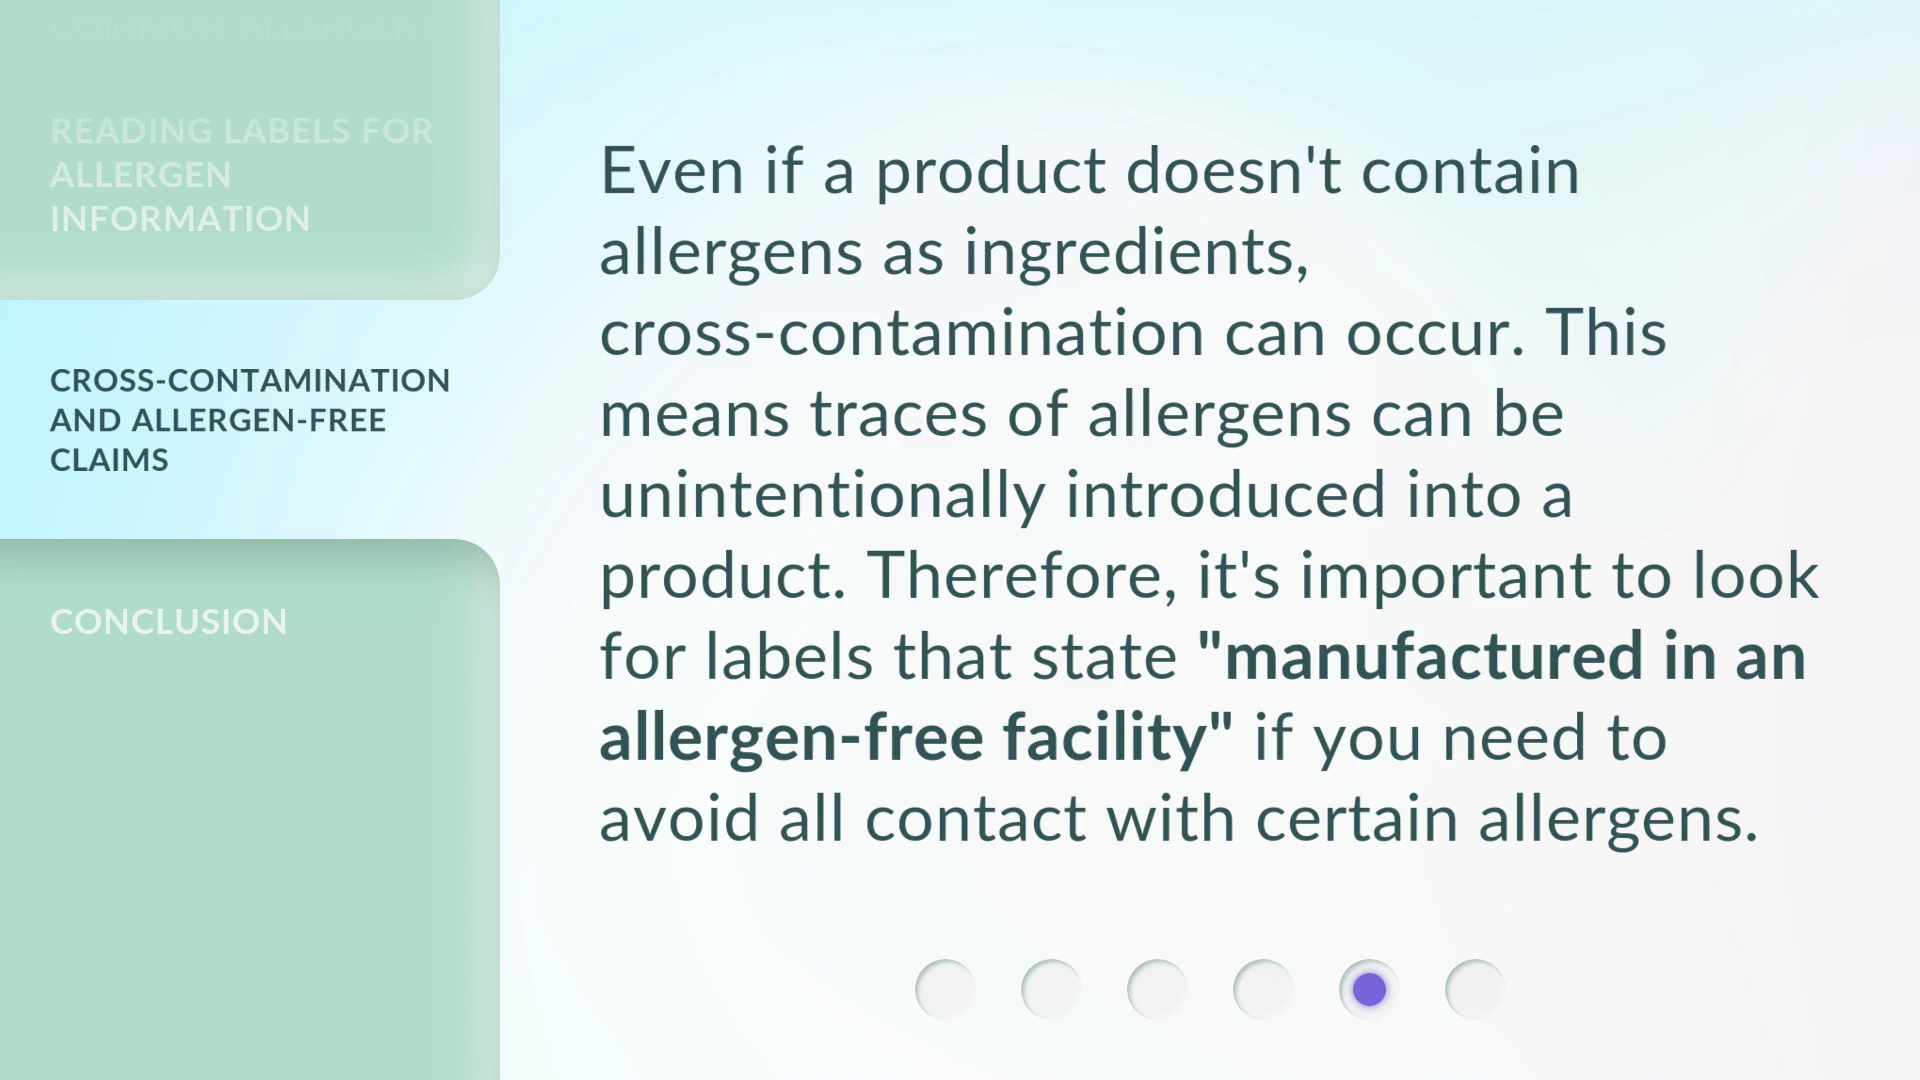 COMMON ALLERGENS
READING LABELS FOR
ALLERGEN
INFORMATION
CROSS-CONTAMINATION
AND ALLERGEN-FREE
CLAIMS
CONCLUSION
Even if a product doesn't contain
allergens as ingredients,
cross-contamination can occur. This
means traces of allergens can be
unintentionally introduced into a
product. Therefore, it's important to look
for labels that state "manufactured in an
allergen-free facility" if you need to
avoid all contact with certain allergens.